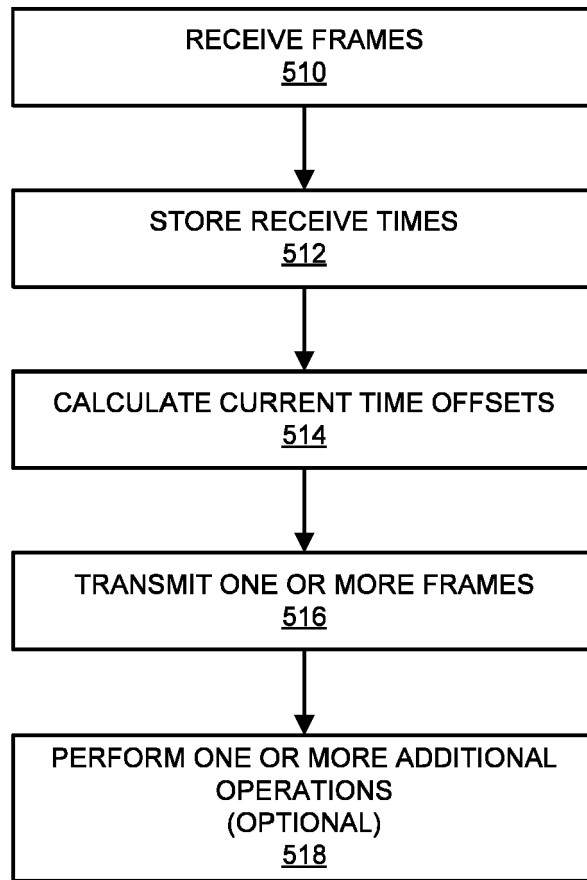 RECEIVE FRAMES
510
STORE RECEIVE TIMES
512
CALCULATE CURRENT TIME OFFSETS
514
TRANSMIT ONE OR MORE FRAMES
516
PERFORM ONE OR MORE ADDITIONAL
OPERATIONS
(OPTIONAL)
518